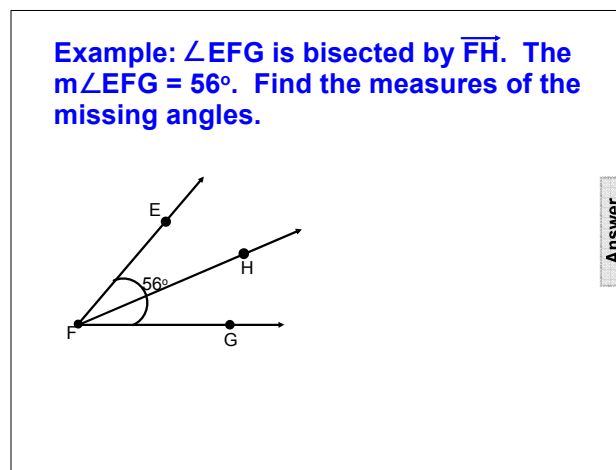 Example: ∠EFG is bisected by FH. The
m∠EFG = 56°. Find the measures of the
missing angles.
E
H
56°
F
G
Answer